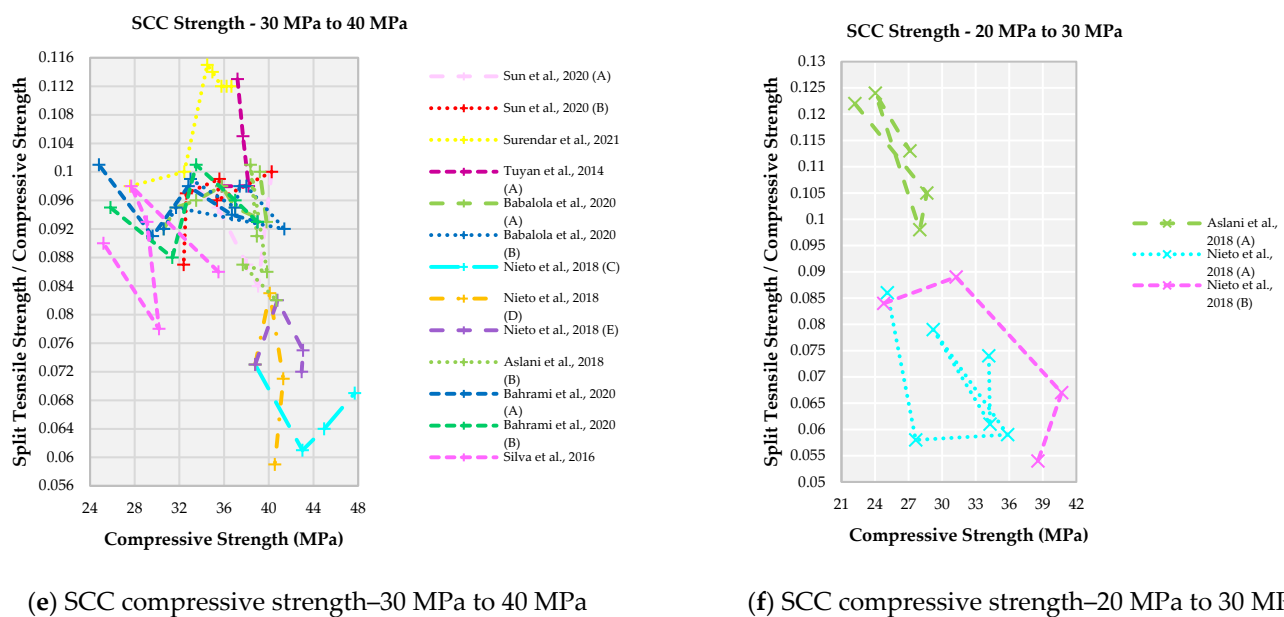 SCC Strength - 30 MPa to 40 MPa
Split Tensile Strength / Compressive Strength
0.116
0.112
0.108
0.104
0.1
0.096
0.092
0.088
0.084
0.08
0.076
0.072
0.068
0.064
0.06
0.056
24 28 32 36 40 44 48
Compressive Strength (MPa)
Sun et al., 2020 (A)
Sun et al., 2020 (B)
Surendar et al., 2021
Tuyan et al., 2014
(A)
Babalola et al., 2020
(A)
Babalola et al., 2020
(B)
Nieto et al., 2018 (C)
Nieto et al., 2018
(D)
Nieto et al., 2018 (E)
Aslani et al., 2018
(B)
Bahrami et al., 2020
(A)
Bahrami et al., 2020
(B)
Silva et al., 2016
(e) SCC compressive strength–30 MPa to 40 MPa
SCC Strength - 20 MPa to 30 MPa
Split Tensile Strength / Compressive Strength
0.13
0.125
0.12
0.115
0.11
0.105
0.1
0.095
0.09
0.085
0.08
0.075
0.07
0.065
0.06
0.055
0.05
21 24 27 30 33 36 39 42
Compressive Strength (MPa)
Aslani et al.,
2018 (A)
Nieto et al.,
2018 (A)
Nieto et al.,
2018 (B)
(f) SCC compressive strength–20 MPa to 30 MP